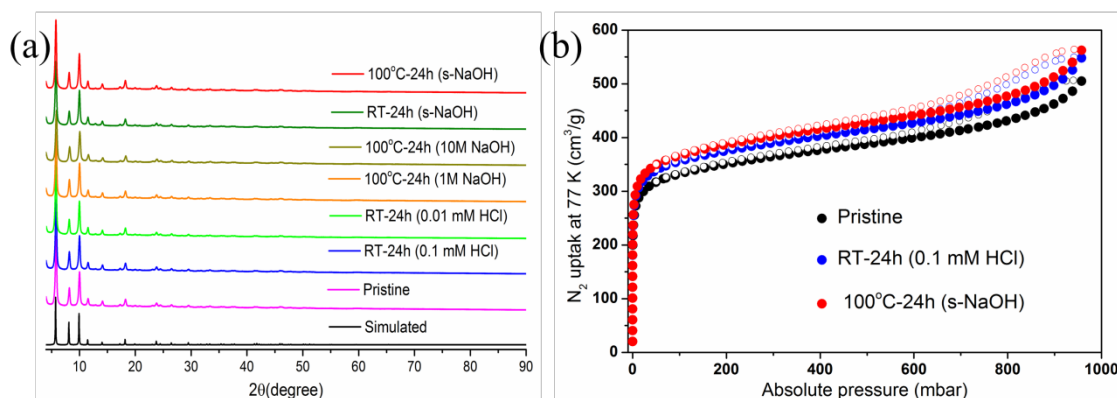 (a)
100°C-24h (s-NaOH)
RT-24h (s-NaOH)
100°C-24h (10M NaOH)
100°C-24h (1M NaOH)
RT-24h (0.01 mM HCl)
RT-24h (0.1 mM HCl)
Pristine
Simulated
10 20 30 40 50 60 70 80 90
2θ(degree)
(b)
N2 uptak at 77 K (cm3/g)
600
500
400
300
200
100
0
Pristine
RT-24h (0.1 mM HCl)
100°C-24h (s-NaOH)
0 200 400 600 800 1000
Absolute pressure (mbar)